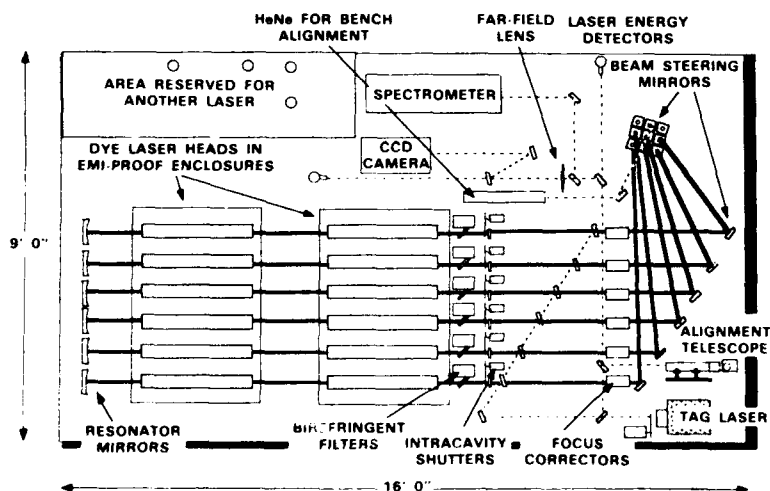 HeNe FOR BENCH
ALIGNMENT
FAR-FIELD
LENS
LASER ENERGY
DETECTORS
BEAM STEERING
MIRRORS
AREA RESERVED FOR
ANOTHER LASER
SPECTROMETER
DYE LASER HEADS IN
EMI-PROOF ENCLOSURES
CCD
CAMERA
9' 0"
ALIGNMENT
TELESCOPE
TAG LASER
RESONATOR
MIRRORS
BIREFRINGENT
FILTERS
INTRACAVITY
SHUTTERS
FOCUS
CORRECTORS
16' 0"